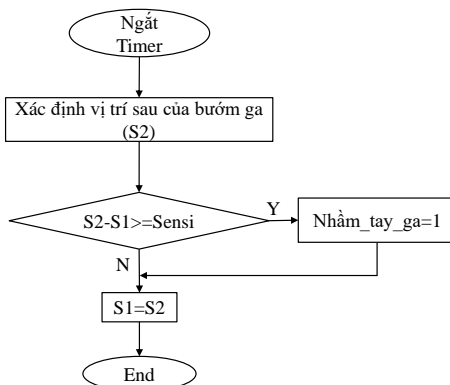 Ngắt
Timer
Xác định vị trí sau của bướm ga
(S2)
S2-S1>=Sensi
Y
Nhầm_tay_ga=1
N
S1=S2
End